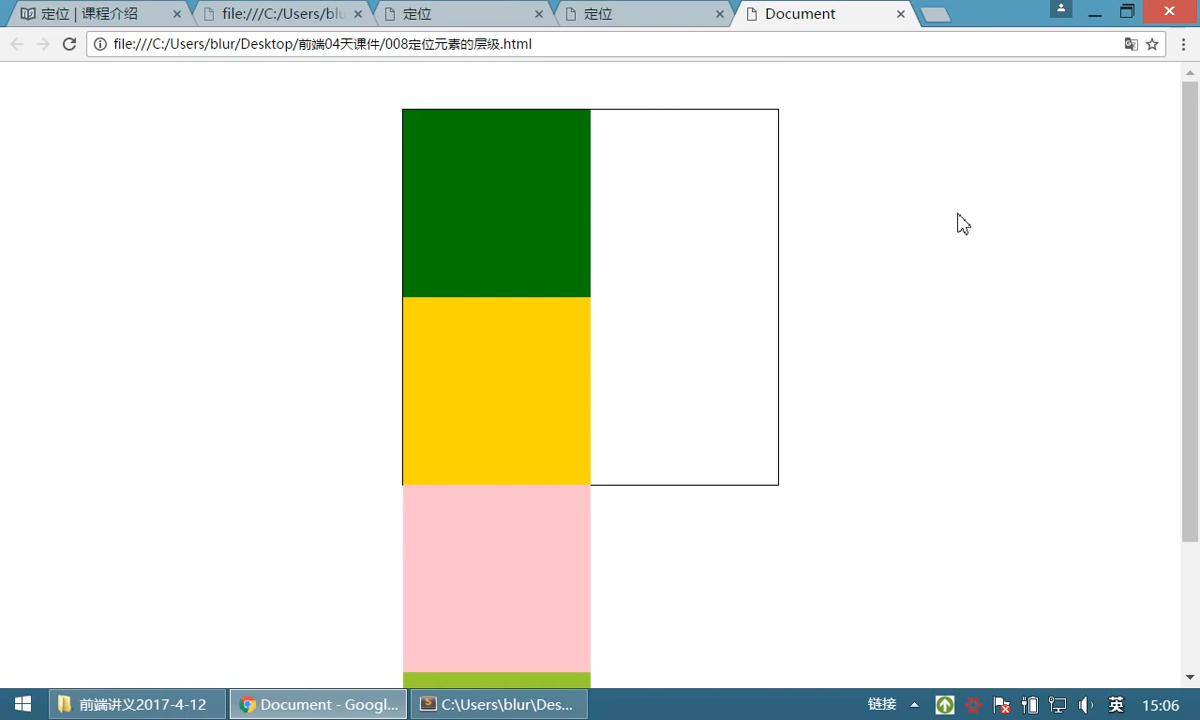 定位 | 课程介绍
file:///C:/Users/blu
定位
定位
Document
file:///C:/Users/blur/Desktop/前端04天课件/008定位元素的层级.html
前端讲义2017-4-12
Document - Googl...
C:\Users\blur\Des...
链接
英
15:06